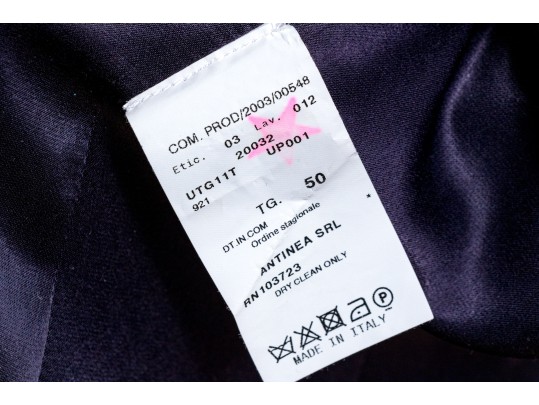 COM. PROD/2003/00548
Etic. 03 Lav. 012
20032
UTG11T UP001
921
TG. 50
DT.IN COM
Ordine stagionale *
ANTINEA SRL
RN103723
DRY CLEAN ONLY
MADE IN ITALY